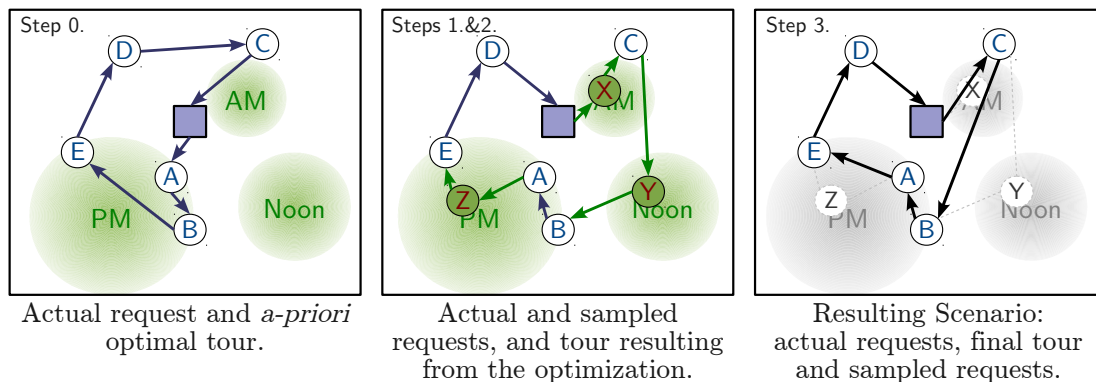 Step 0.
D
C
AM
E
A
PM
B
Noon
Actual request and a-priori
optimal tour.
Steps 1.&2.
D
C
X
AM
E
A
Z
PM
Y
Noon
B
Actual and sampled
requests, and tour resulting
from the optimization.
Step 3.
D
C
X
AM
E
A
Z
PM
Y
Noon
B
Resulting Scenario:
actual requests, final tour
and sampled requests.